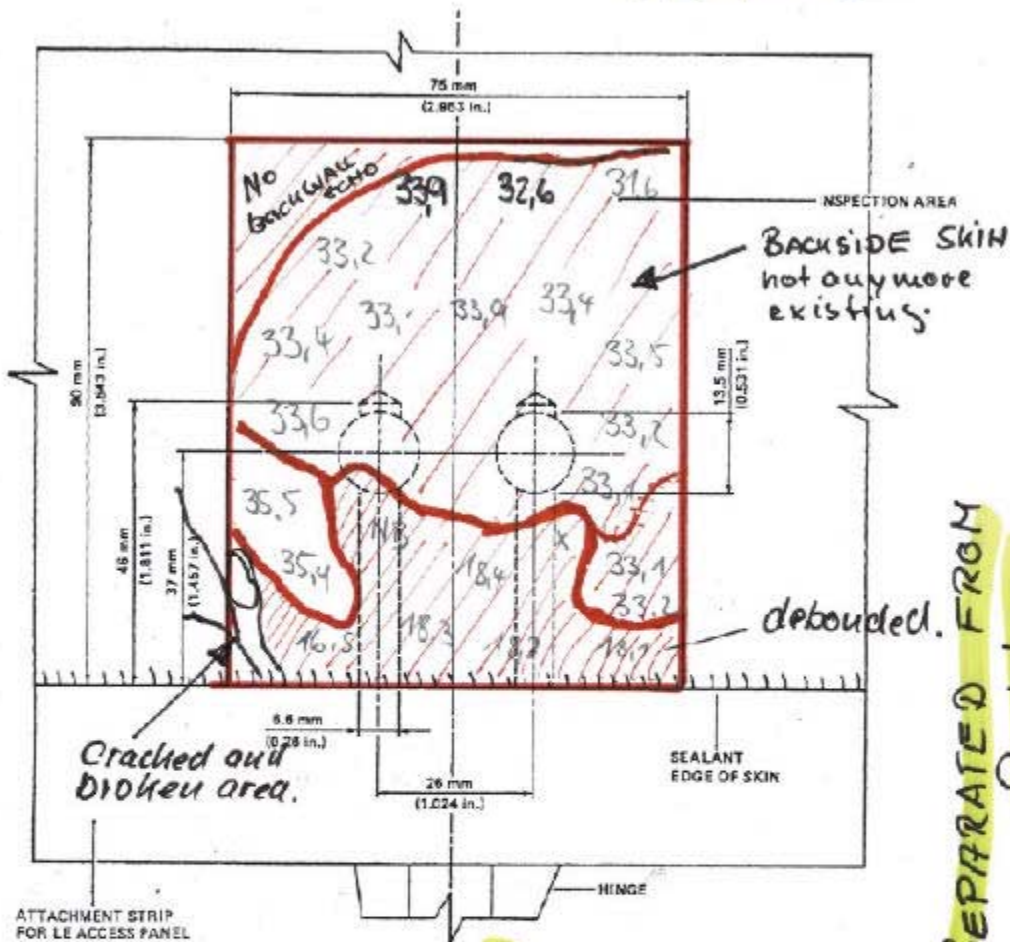 75 mm
(2.953 in.)
NO
BACKWALL
ECHO
33,9
32,6
31,6
INSPECTION AREA
BACKSIDE SKIN
not anymore
existing.
33,2
33,4
33,9
33,4
33,5
90 mm
(3.543 in.)
13.5 mm
(0.531 in.)
33,6
33,2
33,1
46 mm
(1.811 in.)
37 mm
(1.457 in.)
35,5
35,4
18,4
33,1
33,2
16,5
18,3
18,2
debonded.
6.6 mm
(0.26 in.)
Cracked and
broken area.
26 mm
(1.024 in.)
SEALANT
EDGE OF SKIN
HINGE
ATTACHMENT STRIP
FOR LE ACCESS PANEL
EPARATED FROM